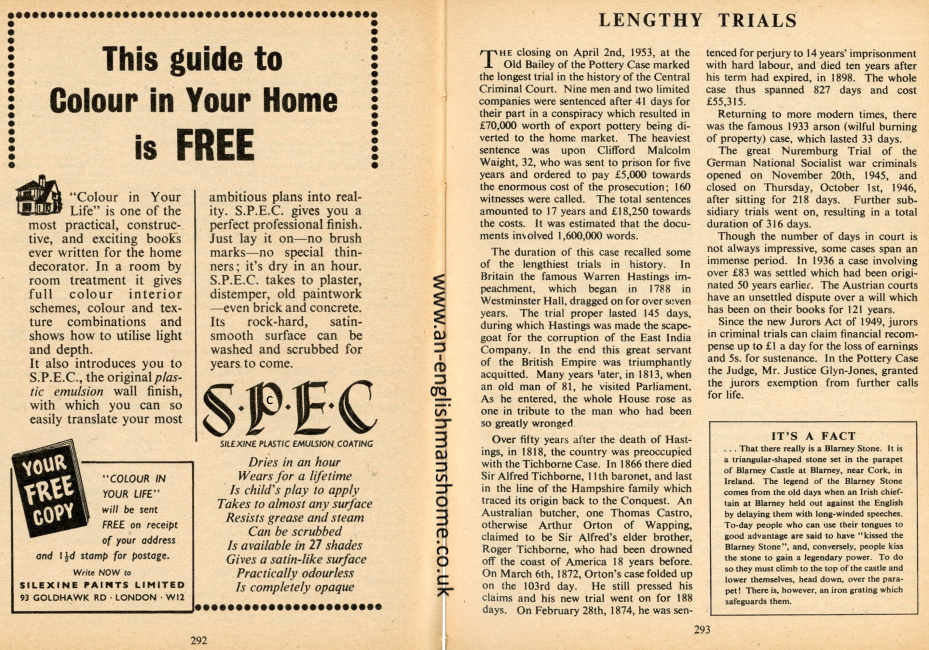 This guide to
Colour in Your Home
is FREE
"Colour in Your
Life" is one of the
most practical, construc-
tive, and exciting books
ever written for the home
decorator. In a room by
room treatment it gives
full colour interior
schemes, colour and tex-
ture combinations and
shows how to utilise light
and depth.
It also introduces you to
S.P.E.C., the original plas-
tic emulsion wall finish,
with which you can so
easily translate your most
ambitious plans into real-
ity. S.P.E.C. gives you a
perfect professional finish.
Just lay it on—no brush
marks—no special thin-
ners; it's dry in an hour.
S.P.E.C. takes to plaster,
distemper, old paintwork
—even brick and concrete.
Its rock-hard, satin-
smooth surface can be
washed and scrubbed for
years to come.
S·P·E·C
C
SILEXINE PLASTIC EMULSION COATING
Dries in an hour
Wears for a lifetime
Is child's play to apply
Takes to almost any surface
Resists grease and steam
Can be scrubbed
Is available in 27 shades
Gives a satin-like surface
Practically odourless
Is completely opaque
YOUR
FREE
COPY
"COLOUR IN
YOUR LIFE"
will be sent
FREE on receipt
of your address
and 1½d stamp for postage.
Write NOW to
SILEXINE PAINTS LIMITED
93 GOLDHAWK RD · LONDON · W12
292
www.an-englishmanshome.co.uk
LENGTHY TRIALS
THE closing on April 2nd, 1953, at the
Old Bailey of the Pottery Case marked
the longest trial in the history of the Central
Criminal Court. Nine men and two limited
companies were sentenced after 41 days for
their part in a conspiracy which resulted in
£70,000 worth of export pottery being di-
verted to the home market. The heaviest
sentence was upon Clifford Malcolm
Waight, 32, who was sent to prison for five
years and ordered to pay £5,000 towards
the enormous cost of the prosecution; 160
witnesses were called. The total sentences
amounted to 17 years and £18,250 towards
the costs. It was estimated that the docu-
ments involved 1,600,000 words.
The duration of this case recalled some
of the lengthiest trials in history. In
Britain the famous Warren Hastings im-
peachment, which began in 1788 in
Westminster Hall, dragged on for over seven
years. The trial proper lasted 145 days,
during which Hastings was made the scape-
goat for the corruption of the East India
Company. In the end this great servant
of the British Empire was triumphantly
acquitted. Many years later, in 1813, when
an old man of 81, he visited Parliament.
As he entered, the whole House rose as
one in tribute to the man who had been
so greatly wronged
Over fifty years after the death of Hast-
ings, in 1818, the country was preoccupied
with the Tichborne Case. In 1866 there died
Sir Alfred Tichborne, 11th baronet, and last
in the line of the Hampshire family which
traced its origin back to the Conquest. An
Australian butcher, one Thomas Castro,
otherwise Arthur Orton of Wapping,
claimed to be Sir Alfred's elder brother,
Roger Tichborne, who had been drowned
off the coast of America 18 years before.
On March 6th, 1872, Orton's case folded up
on the 103rd day. He still pressed his
claims and his new trial went on for 188
days. On February 28th, 1874, he was sen-
tenced for perjury to 14 years' imprisonment
with hard labour, and died ten years after
his term had expired, in 1898. The whole
case thus spanned 827 days and cost
£55,315.
Returning to more modern times, there
was the famous 1933 arson (wilful burning
of property) case, which lasted 33 days.
The great Nuremburg Trial of the
German National Socialist war criminals
opened on November 20th, 1945, and
closed on Thursday, October 1st, 1946,
after sitting for 218 days. Further sub-
sidiary trials went on, resulting in a total
duration of 316 days.
Though the number of days in court is
not always impressive, some cases span an
immense period. In 1936 a case involving
over £83 was settled which had been origi-
nated 50 years earlier. The Austrian courts
have an unsettled dispute over a will which
has been on their books for 121 years.
Since the new Jurors Act of 1949, jurors
in criminal trials can claim financial recom-
pense up to £1 a day for the loss of earnings
and 5s. for sustenance. In the Pottery Case
the Judge, Mr. Justice Glyn-Jones, granted
the jurors exemption from further calls
for life.
IT'S A FACT
. . . That there really is a Blarney Stone. It is
a triangular-shaped stone set in the parapet
of Blarney Castle at Blarney, near Cork, in
Ireland. The legend of the Blarney Stone
comes from the old days when an Irish chief-
tain at Blarney held out against the English
by delaying them with long-winded speeches.
To-day people who can use their tongues to
good advantage are said to have "kissed the
Blarney Stone", and, conversely, people kiss
the stone to gain a legendary power. To do
so they must climb to the top of the castle and
lower themselves, head down, over the para-
pet! There is, however, an iron grating which
safeguards them.
293